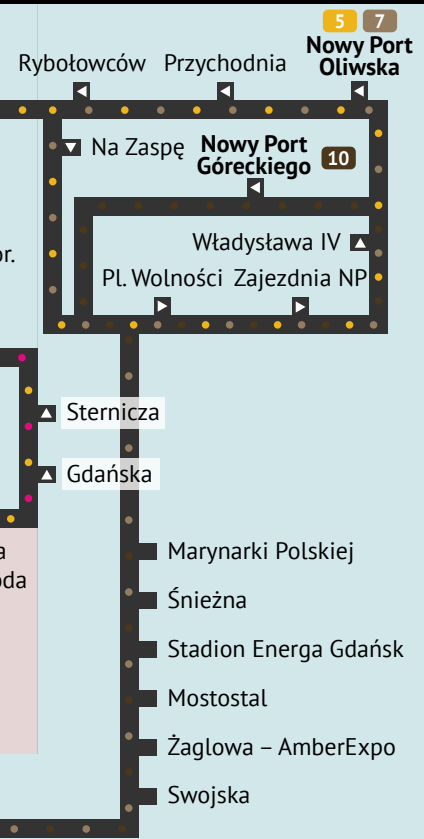 5 7
Nowy Port
Oliwska
Rybołowców Przychodnia
Na Zaspę
Nowy Port
Góreckiego 10
Władysława IV
Pl. Wolności Zajezdnia NP
Sternicza
Gdańska
Marynarki Polskiej
Śnieżna
Stadion Energa Gdańsk
Mostostal
Żaglowa – AmberExpo
Swojska